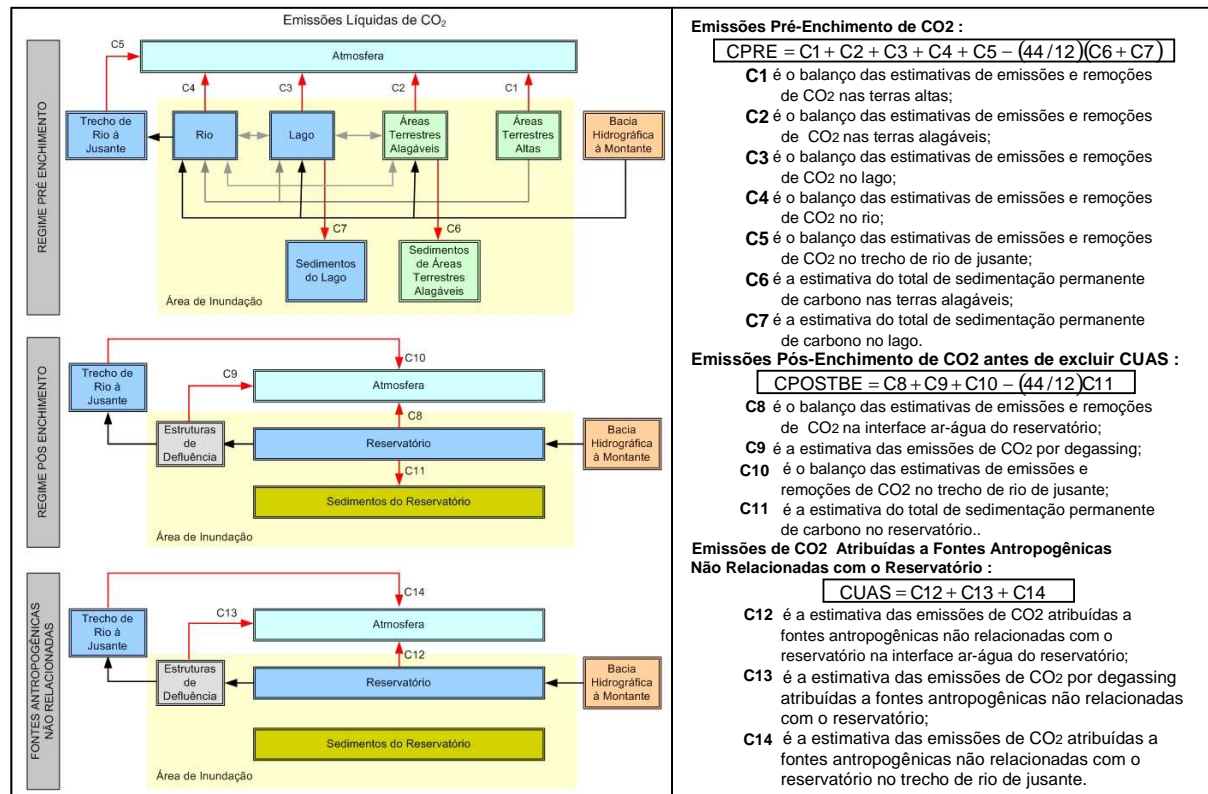 Emissões Líquidas de CO2
REGIME PRÉ ENCHIMENTO
C5
Atmosfera
C4
C3
C2
C1
Trecho de
Rio à
Jusante
Rio
Lago
Áreas
Terrestres
Alagáveis
Áreas
Terrestres
Altas
Bacia
Hidrográfica
à Montante
C7
C6
Sedimentos
do Lago
Sedimentos
de Áreas
Terrestres
Alagáveis
Área de Inundação
REGIME PÓS ENCHIMENTO
C10
Trecho de
Rio à
Jusante
C9
Atmosfera
C8
Estruturas
de
Defluência
Reservatório
Bacia
Hidrográfica
à Montante
C11
Sedimentos do Reservatório
Área de Inundação
FONTES ANTROPOGÊNICAS
NÃO RELACIONADAS
C14
Trecho de
Rio à
Jusante
C13
Atmosfera
C12
Estruturas
de
Defluência
Reservatório
Bacia
Hidrográfica
à Montante
Sedimentos do Reservatório
Área de Inundação
Emissões Pré-Enchimento de CO2 :
CPRE = C1 + C2 + C3 + C4 + C5 − (44/12)(C6 + C7)
C1 é o balanço das estimativas de emissões e remoções
de CO2 nas terras altas;
C2 é o balanço das estimativas de emissões e remoções
de CO2 nas terras alagáveis;
C3 é o balanço das estimativas de emissões e remoções
de CO2 no lago;
C4 é o balanço das estimativas de emissões e remoções
de CO2 no rio;
C5 é o balanço das estimativas de emissões e remoções
de CO2 no trecho de rio de jusante;
C6 é a estimativa do total de sedimentação permanente
de carbono nas terras alagáveis;
C7 é a estimativa do total de sedimentação permanente
de carbono no lago.
Emissões Pós-Enchimento de CO2 antes de excluir CUAS :
CPOSTBE = C8 + C9 + C10 − (44/12)C11
C8 é o balanço das estimativas de emissões e remoções
de CO2 na interface ar-água do reservatório;
C9 é a estimativa das emissões de CO2 por degassing;
C10 é o balanço das estimativas de emissões e
remoções de CO2 no trecho de rio de jusante;
C11 é a estimativa do total de sedimentação permanente
de carbono no reservatório..
Emissões de CO2 Atribuídas a Fontes Antropogênicas
Não Relacionadas com o Reservatório :
CUAS = C12 + C13 + C14
C12 é a estimativa das emissões de CO2 atribuídas a
fontes antropogênicas não relacionadas com o
reservatório na interface ar-água do reservatório;
C13 é a estimativa das emissões de CO2 por degassing
atribuídas a fontes antropogênicas não relacionadas
com o reservatório;
C14 é a estimativa das emissões de CO2 atribuídas a
fontes antropogênicas não relacionadas com o
reservatório no trecho de rio de jusante.